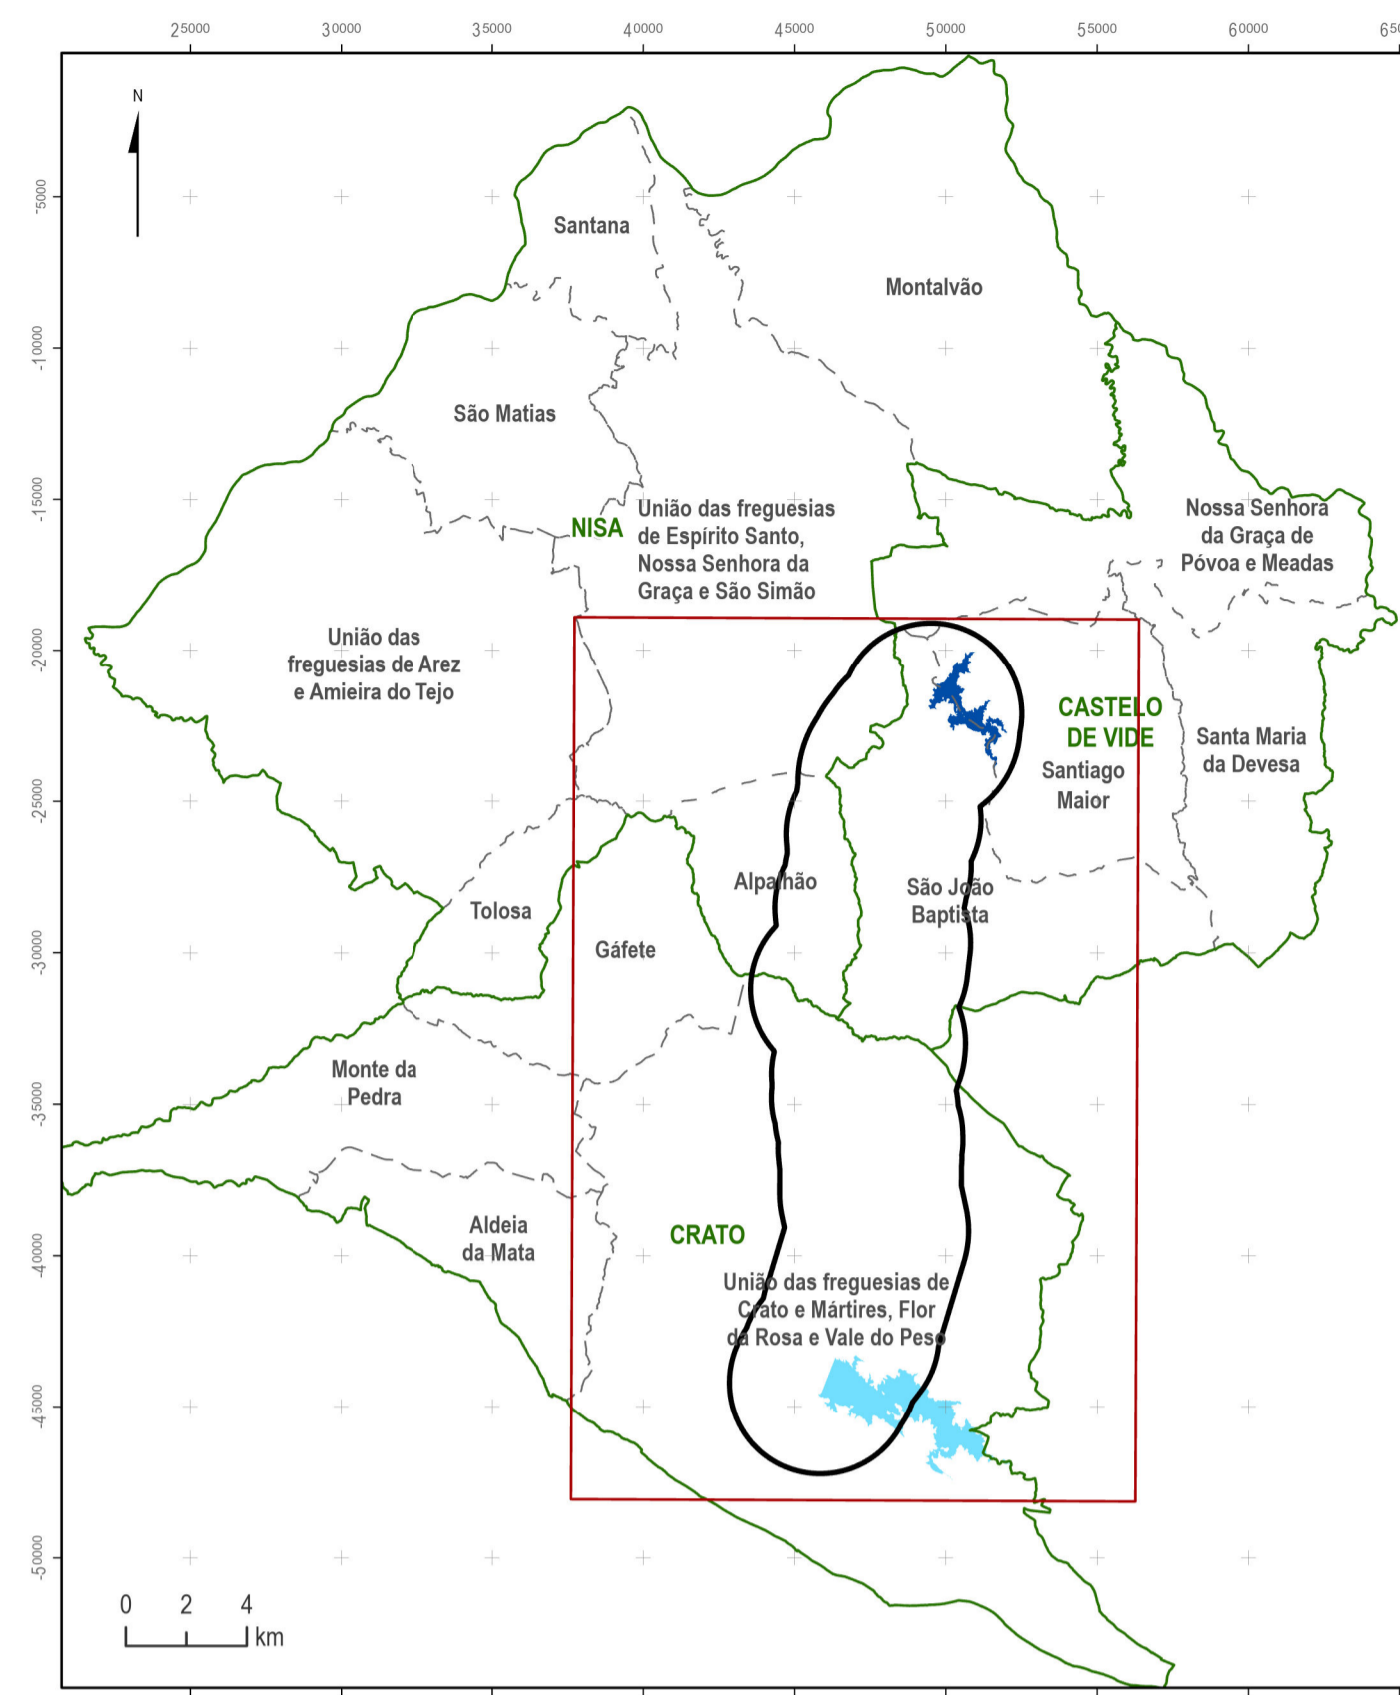 25000 30000 35000 40000 45000 50000 55000 60000 650
N
-5000
Santana
Montalvão
-10000
São Matias
-15000
NISA
União das freguesias
de Espírito Santo,
Nossa Senhora da
Graça e São Simão
Nossa Senhora
da Graça de
Póvoa e Meadas
-20000
União das
freguesias de Arez
e Amieira do Tejo
CASTELO
DE VIDE
Santiago
Maior
Santa Maria
da Devesa
-25000
Alpalhão
São João
Baptista
Tolosa
Gáfete
-30000
Monte da
Pedra
-35000
Aldeia
da Mata
CRATO
-40000
União das freguesias de
Crato e Mártires, Flor
da Rosa e Vale do Peso
-45000
-50000
0 2 4
km